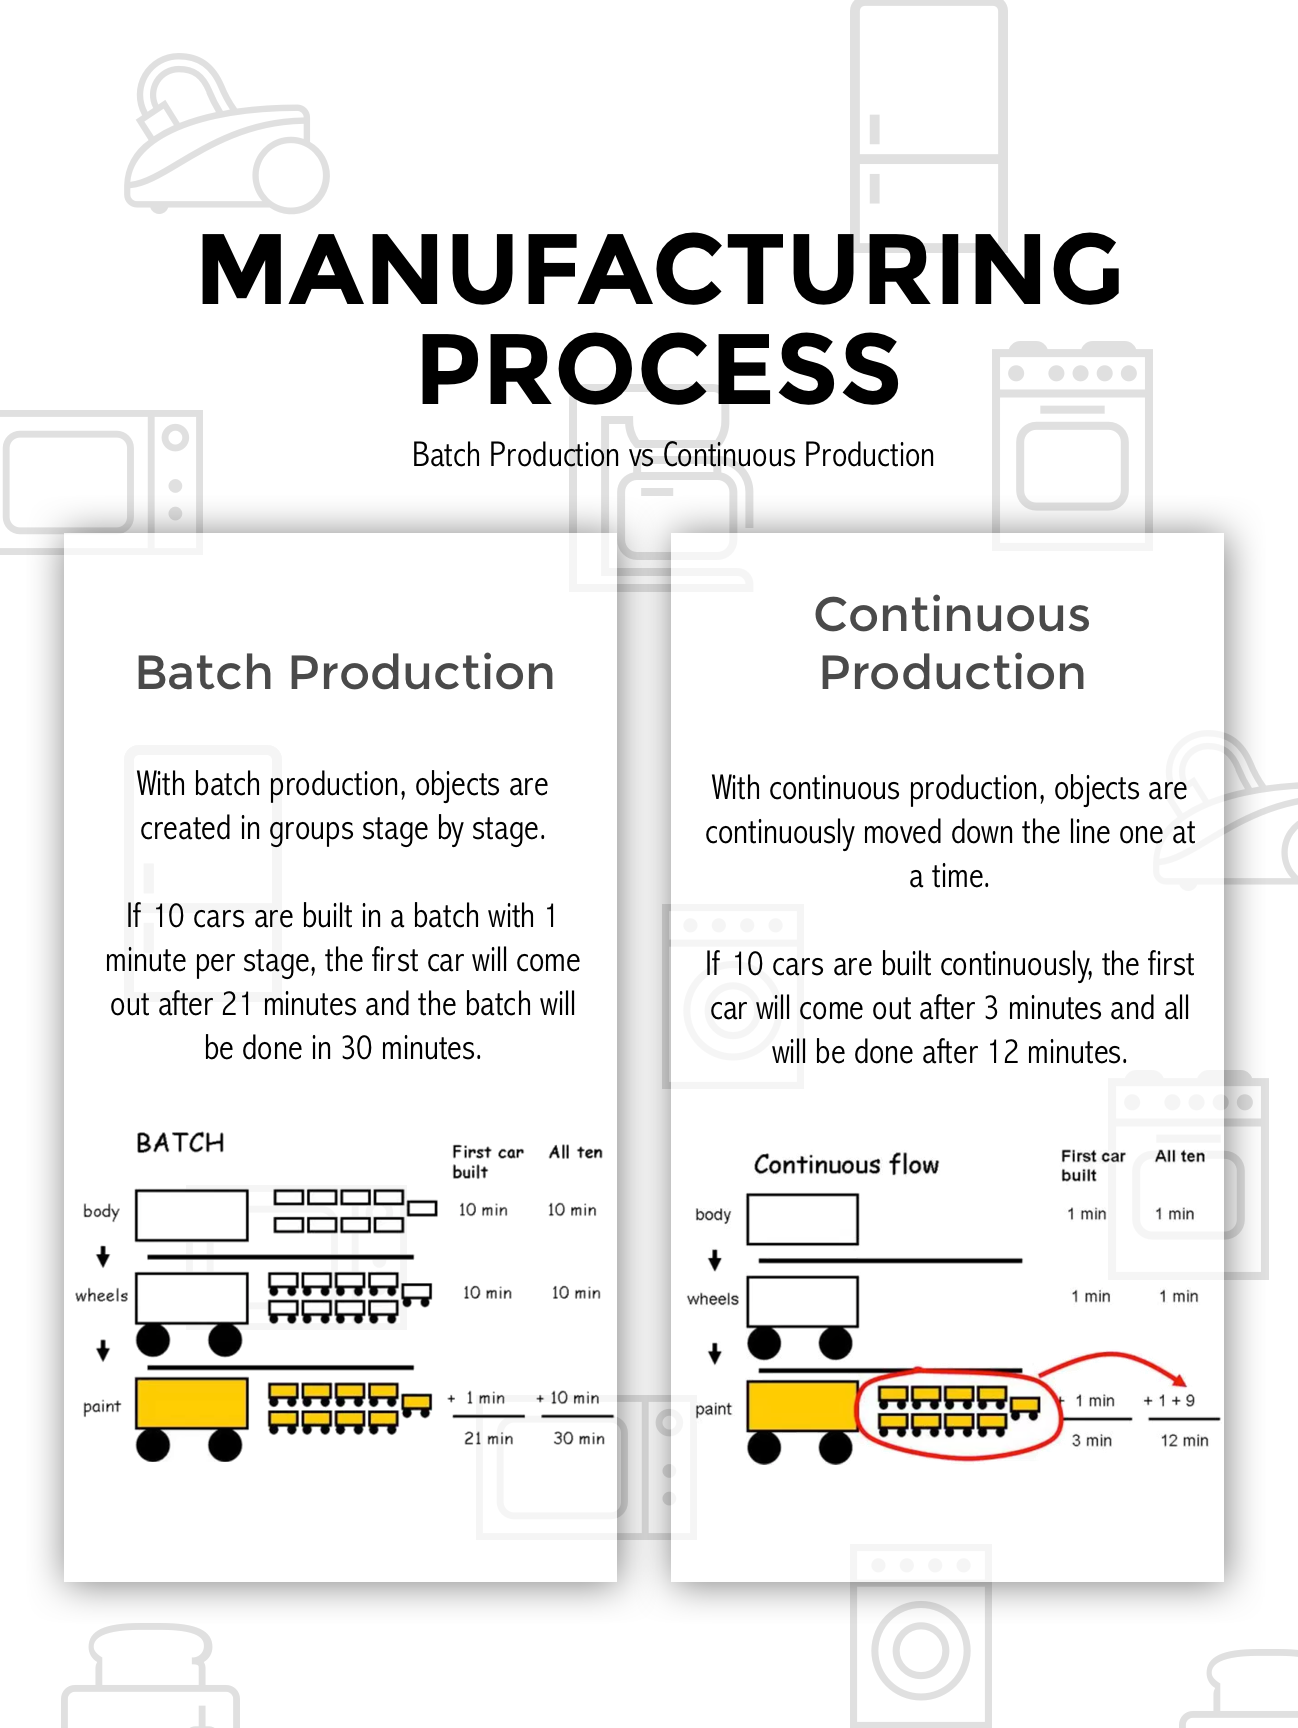 MANUFACTURING
PROCESS
Batch Production vs Continuous Production
Batch Production
With batch production, objects are
created in groups stage by stage.
If 10 cars are built in a batch with 1
minute per stage, the first car will come
out after 21 minutes and the batch will
be done in 30 minutes.
BATCH
First car
built
All ten
body
10 min
10 min
wheels
10 min
10 min
paint
+ 1 min
+ 10 min
21 min
30 min
Continuous
Production
With continuous production, objects are
continuously moved down the line one at
a time.
If 10 cars are built continuously, the first
car will come out after 3 minutes and all
will be done after 12 minutes.
Continuous flow
First car
built
All ten
body
1 min
1 min
wheels
1 min
1 min
paint
+ 1 min
+ 1 + 9
3 min
12 min